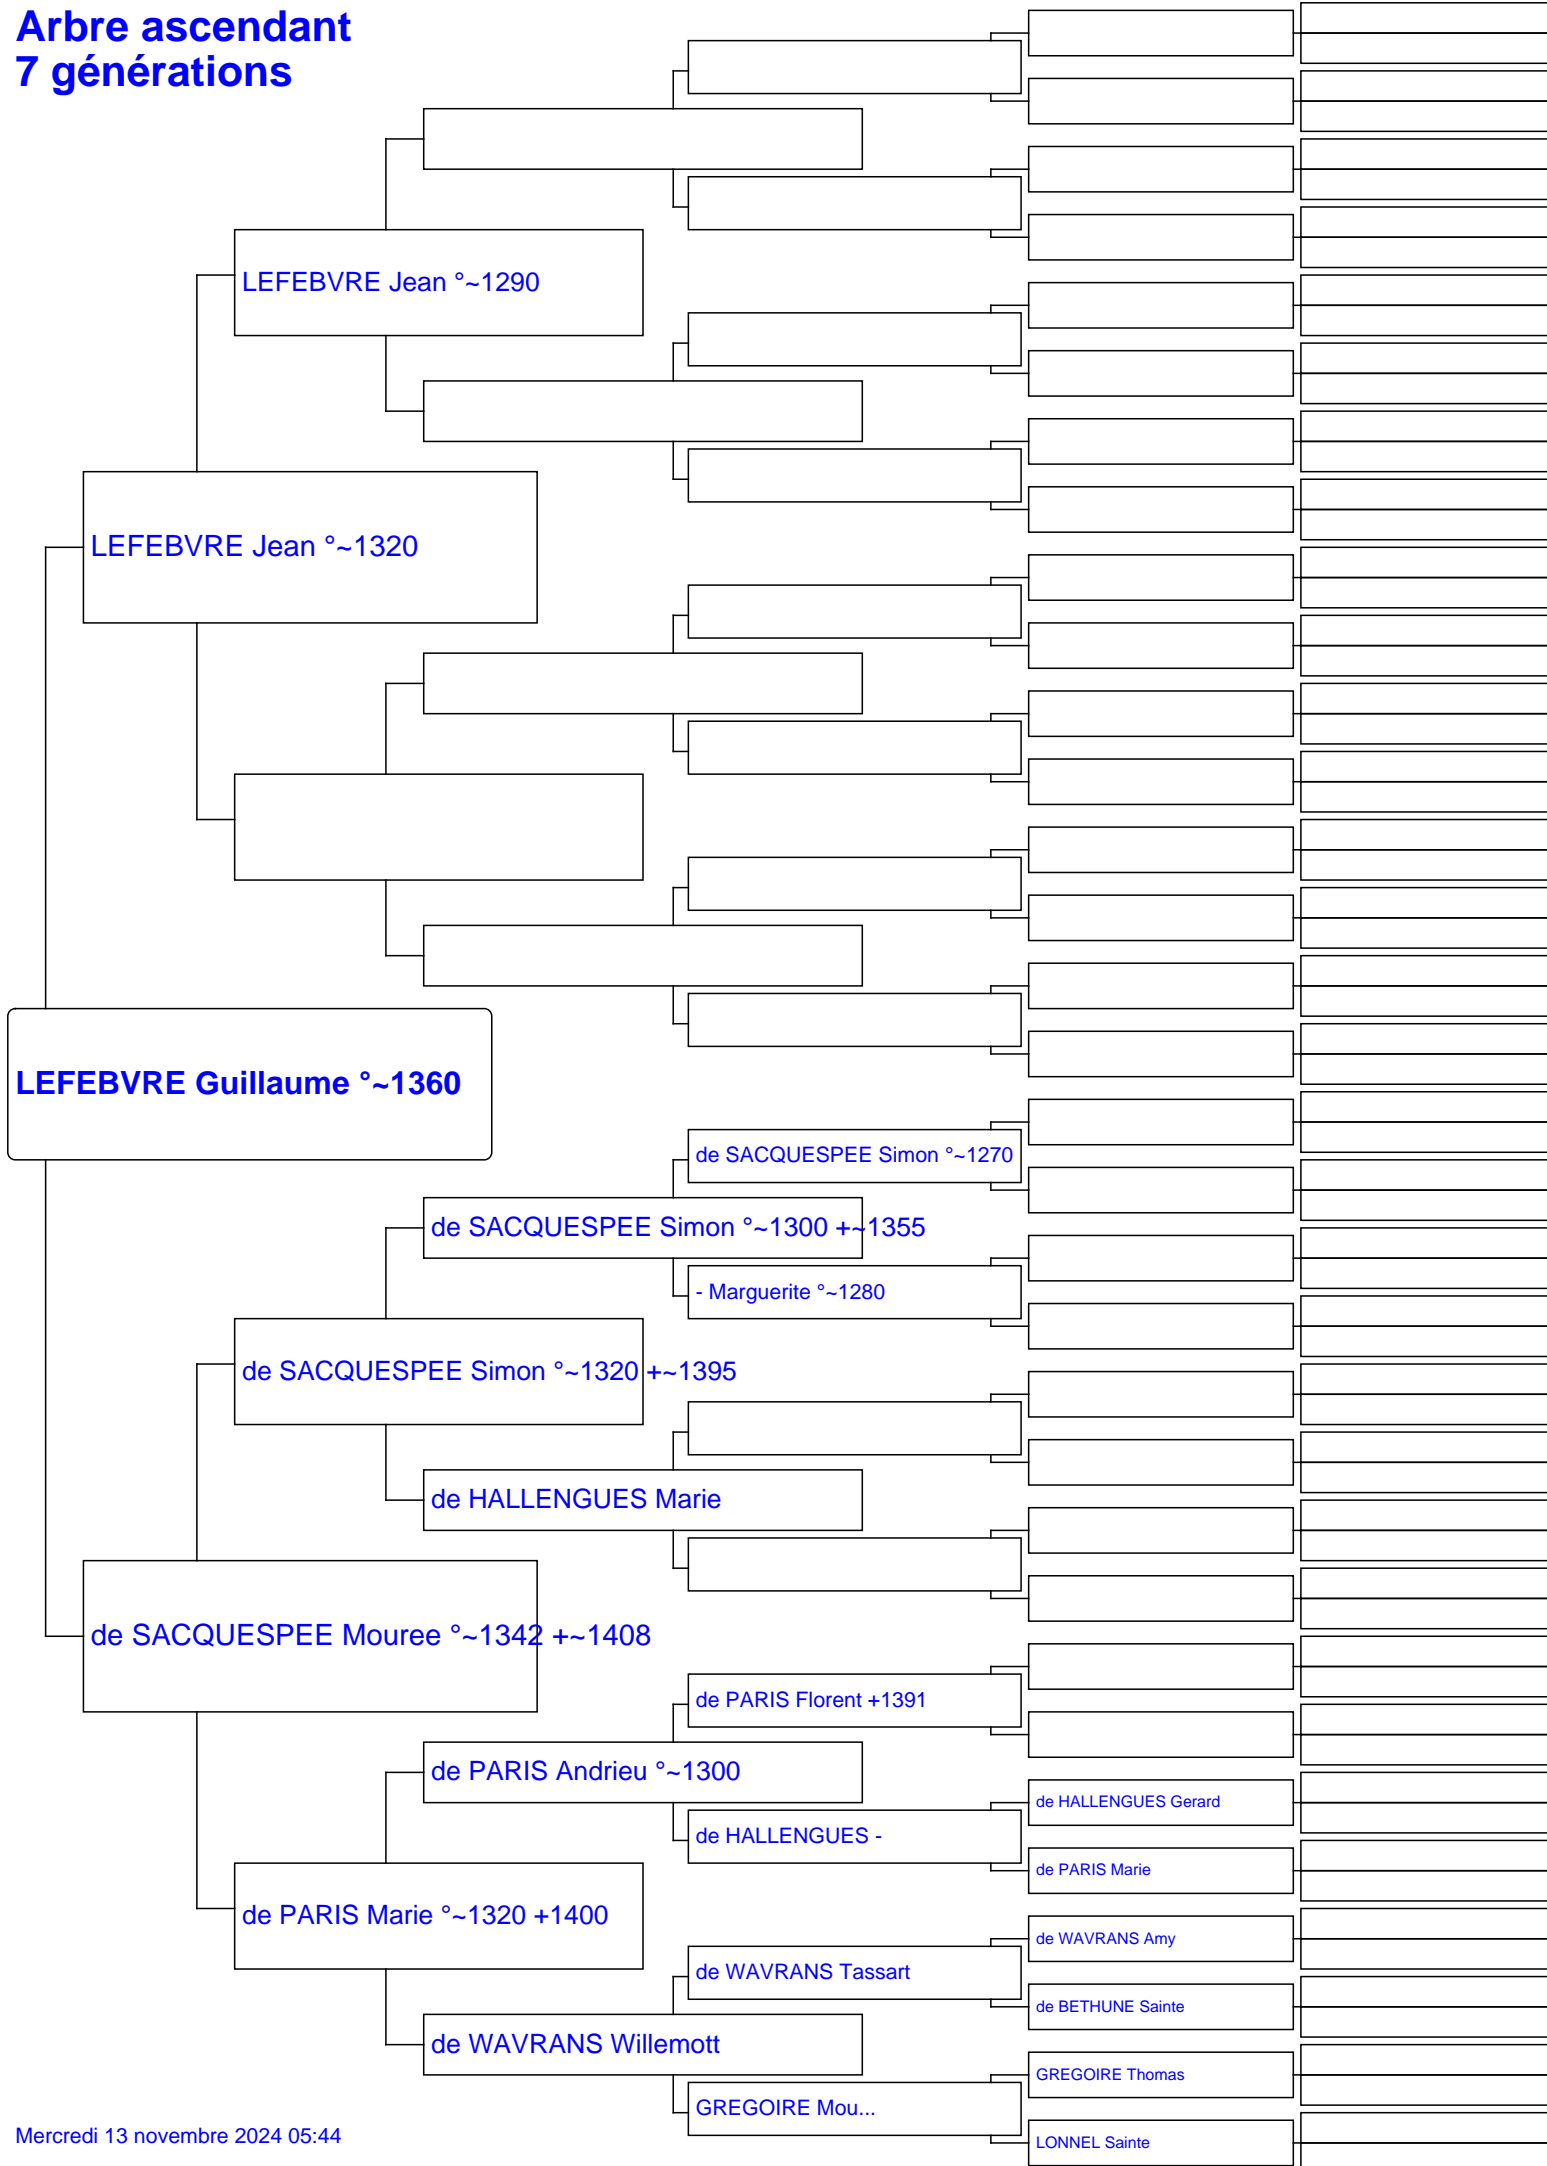 Arbre ascendant
7 générations
LEFEBVRE Jean °~1290
LEFEBVRE Jean °~1320
LEFEBVRE Guillaume °~1360
de SACQUESPEE Simon °~1270
de SACQUESPEE Simon °~1300 +~1355
- Marguerite °~1280
de SACQUESPEE Simon °~1320 +~1395
de HALLENGUES Marie
de SACQUESPEE Mouree °~1342 +~1408
de PARIS Florent +1391
de PARIS Andrieu °~1300
de HALLENGUES Gerard
de HALLENGUES -
de PARIS Marie
de PARIS Marie °~1320 +1400
de WAVRANS Amy
de WAVRANS Tassart
de BETHUNE Sainte
de WAVRANS Willemott
GREGOIRE Thomas
GREGOIRE Mou...
LONNEL Sainte
Mercredi 13 novembre 2024 05:44